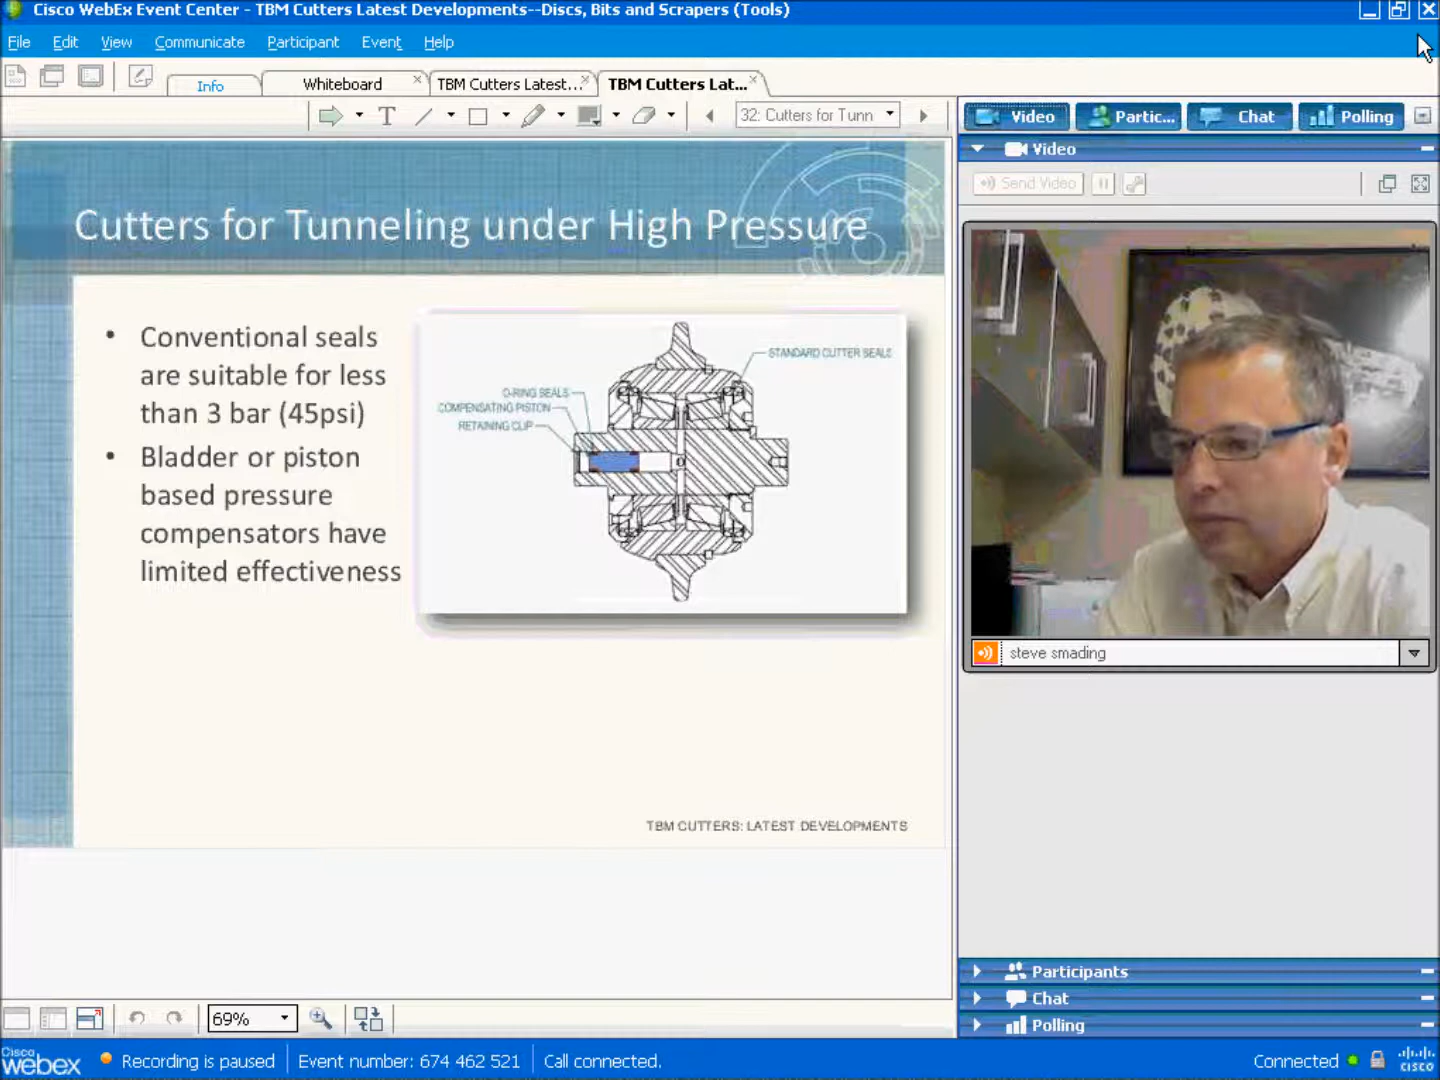 Cisco WebEx Event Center - TBM Cutters Latest Developments--Discs, Bits and Scrapers (Tools)
File Edit View Communicate Participant Event Help
Info Whiteboard TBM Cutters Latest... TBM Cutters Lat...
T 32: Cutters for Tunn
Video Partic... Chat Polling
Video
Send Video
Cutters for Tunneling under High Pressure
• Conventional seals
are suitable for less
than 3 bar (45psi)
• Bladder or piston
based pressure
compensators have
limited effectiveness
STANDARD CUTTER SEALS
O-RING SEALS
COMPENSATING PISTON
RETAINING CLIP
TBM CUTTERS: LATEST DEVELOPMENTS
steve smading
Participants
Chat
Polling
69%
Cisco
webex
Recording is paused Event number: 674 462 521 Call connected.
Connected
CISCO